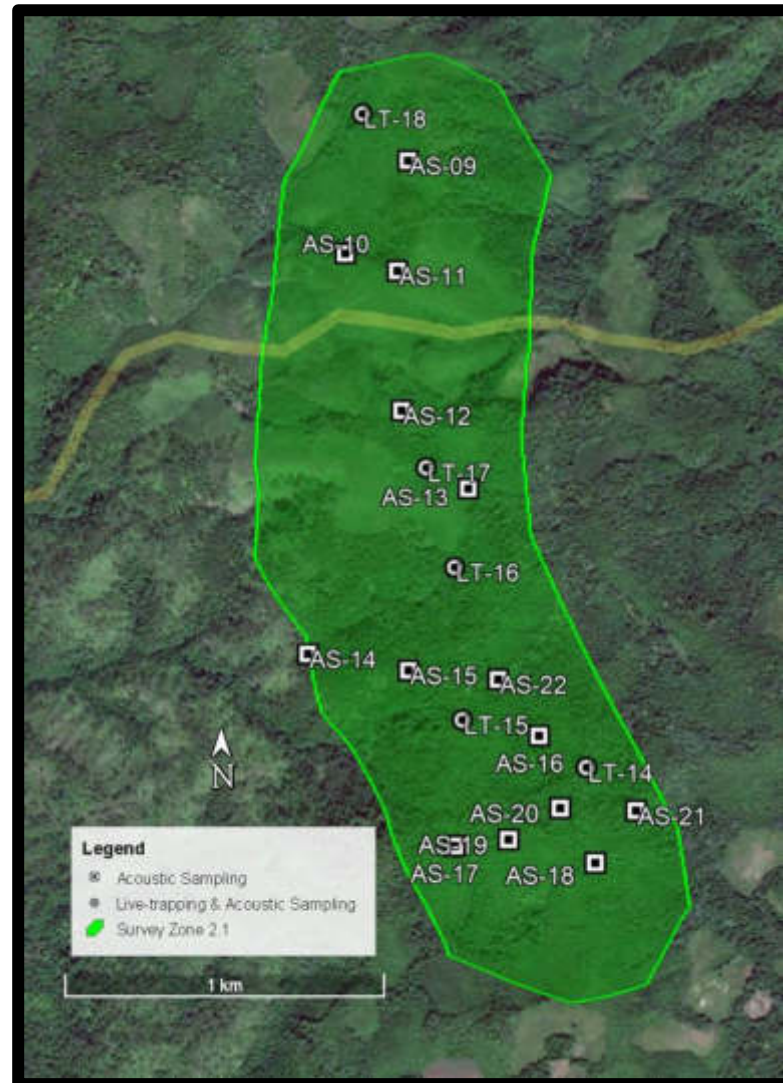 LT-18
AS-09
AS-10
AS-11
AS-12
LT-17
AS-13
LT-16
AS-14
AS-15
AS-22
LT-15
AS-16
LT-14
AS-20
AS-21
AS-19
AS-17
AS-18
N
Legend
Acoustic Sampling
Live-trapping & Acoustic Sampling
Survey Zone 2.1
1 km